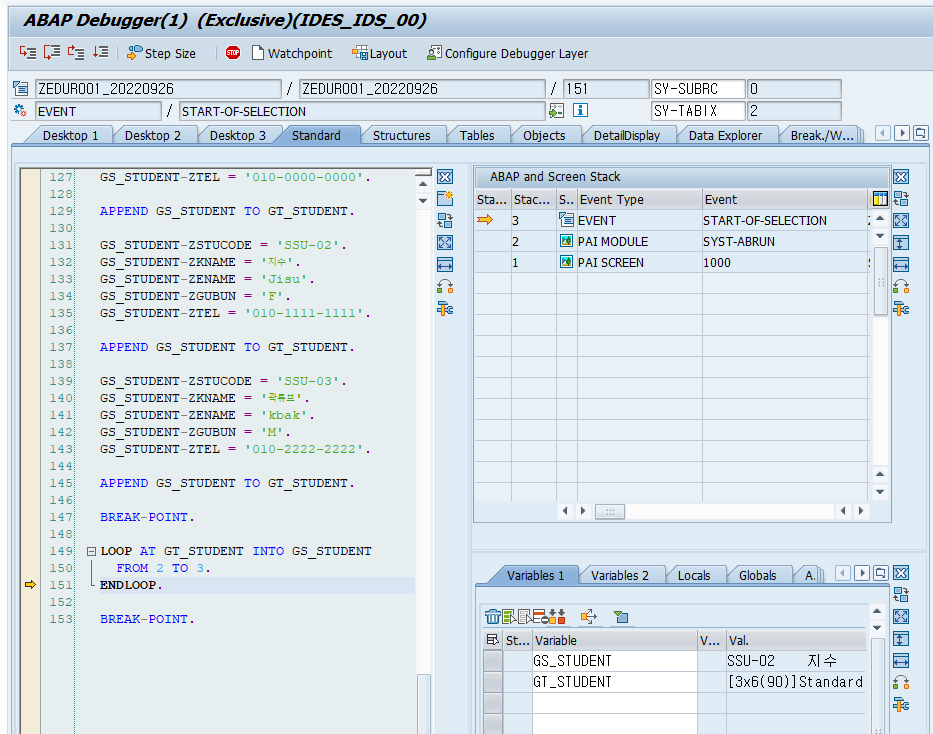 ABAP Debugger(1) (Exclusive)(IDES_IDS_00)
Step Size STOP Watchpoint Layout Configure Debugger Layer
ZEDUR001_20220926 / ZEDUR001_20220926 / 151 SY-SUBRC 0
EVENT / START-OF-SELECTION SY-TABIX 2
Desktop 1 Desktop 2 Desktop 3 Standard Structures Tables Objects DetailDisplay Data Explorer Break./W...
127 GS_STUDENT-ZTEL = '010-0000-0000'.
128
129 APPEND GS_STUDENT TO GT_STUDENT.
130
131 GS_STUDENT-ZSTUCODE = 'SSU-02'.
132 GS_STUDENT-ZKNAME = '지수'.
133 GS_STUDENT-ZENAME = 'Jisu'.
134 GS_STUDENT-ZGUBUN = 'F'.
135 GS_STUDENT-ZTEL = '010-1111-1111'.
136
137 APPEND GS_STUDENT TO GT_STUDENT.
138
139 GS_STUDENT-ZSTUCODE = 'SSU-03'.
140 GS_STUDENT-ZKNAME = '곽튜브'.
141 GS_STUDENT-ZENAME = 'kbak'.
142 GS_STUDENT-ZGUBUN = 'M'.
143 GS_STUDENT-ZTEL = '010-2222-2222'.
144
145 APPEND GS_STUDENT TO GT_STUDENT.
146
147 BREAK-POINT.
148
149 LOOP AT GT_STUDENT INTO GS_STUDENT
150 FROM 2 TO 3.
151 ENDLOOP.
152
153 BREAK-POINT.
ABAP and Screen Stack
Sta... Stac... S.. Event Type Event
3 EVENT START-OF-SELECTION
2 PAI MODULE SYST-ABRUN
1 PAI SCREEN 1000
Variables 1 Variables 2 Locals Globals A.
St... Variable V... Val.
GS_STUDENT SSU-02 지수
GT_STUDENT [3x6(90)]Standard